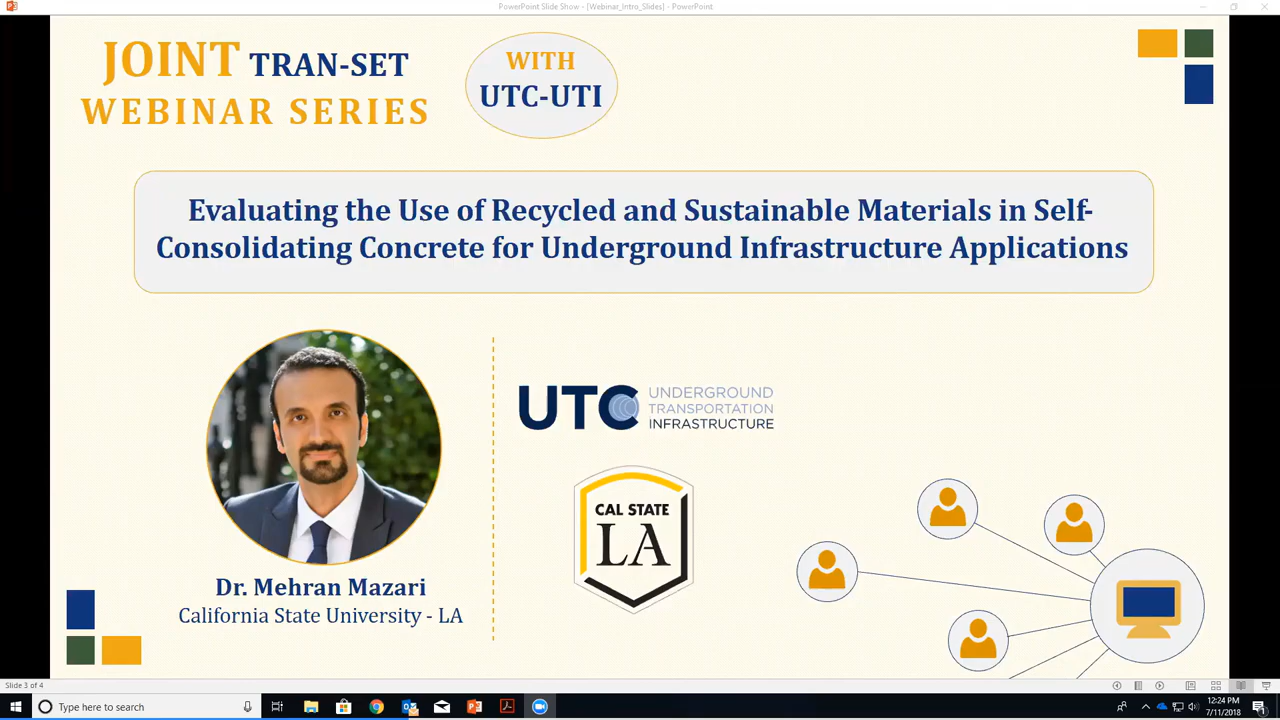 PowerPoint Slide Show - [Webinar_Intro_Slides] - PowerPoint
JOINT TRAN-SET
WEBINAR SERIES
WITH
UTC-UTI
Evaluating the Use of Recycled and Sustainable Materials in Self-
Consolidating Concrete for Underground Infrastructure Applications
UTC UNDERGROUND
TRANSPORTATION
INFRASTRUCTURE
CAL STATE
LA
Dr. Mehran Mazari
California State University - LA
Slide 3 of 4
Type here to search
12:24 PM
7/11/2018
1